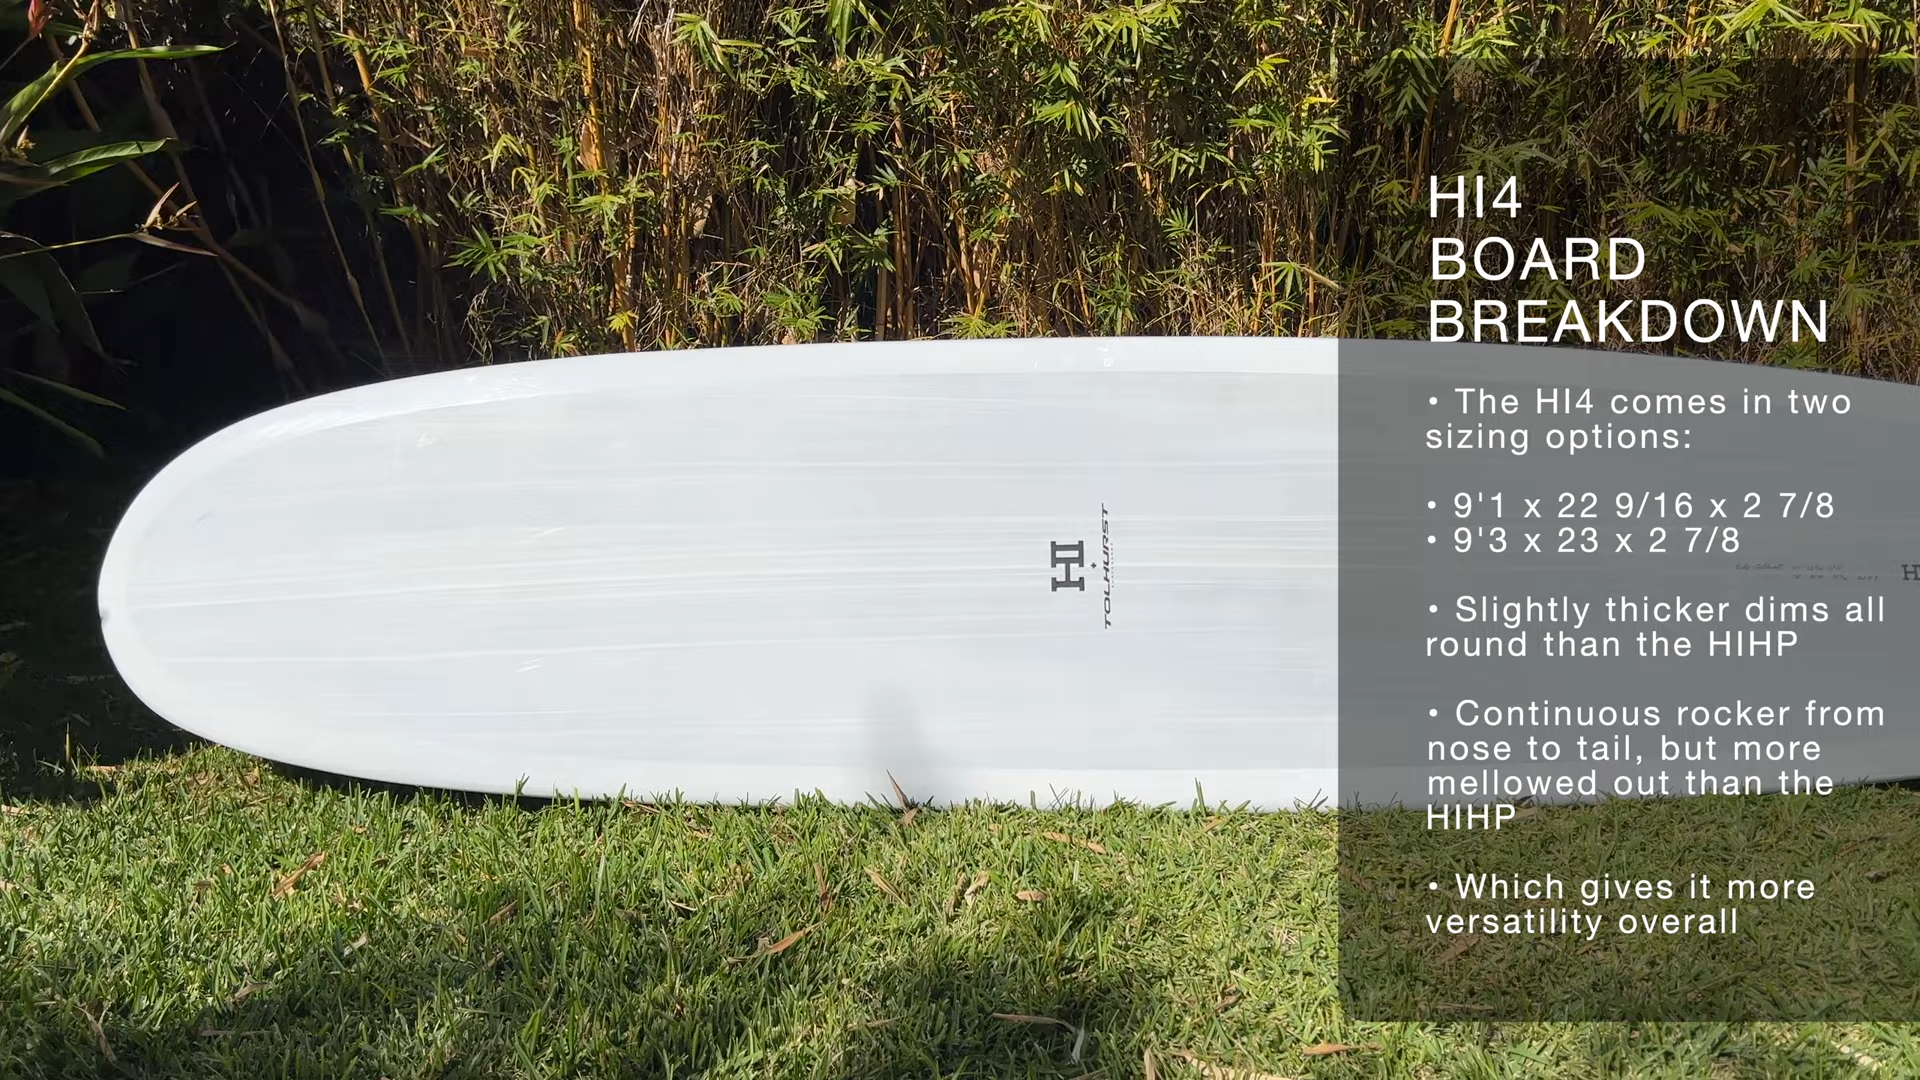 HI4
BOARD
BREAKDOWN
• The HI4 comes in two
sizing options:
• 9'1 x 22 9/16 x 2 7/8
• 9'3 x 23 x 2 7/8
• Slightly thicker dims all
round than the HIHP
• Continuous rocker from
nose to tail, but more
mellowed out than the
HIHP
• Which gives it more
versatility overall
HI
TOLHURST